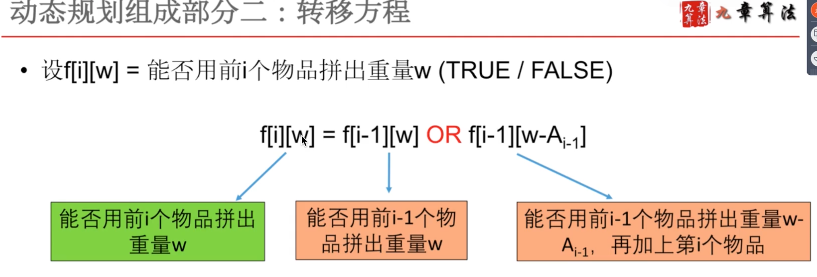 动态规划组成部分二：转移方程
九章算法
九章算法
• 设f[i][w] = 能否用前i个物品拼出重量w (TRUE / FALSE)
f[i][w] = f[i-1][w] OR f[i-1][w-Aᵢ₋₁]
能否用前i个物品拼出
重量w
能否用前i-1个物
品拼出重量w
能否用前i-1个物品拼出重量w-
Aᵢ₋₁，再加上第i个物品